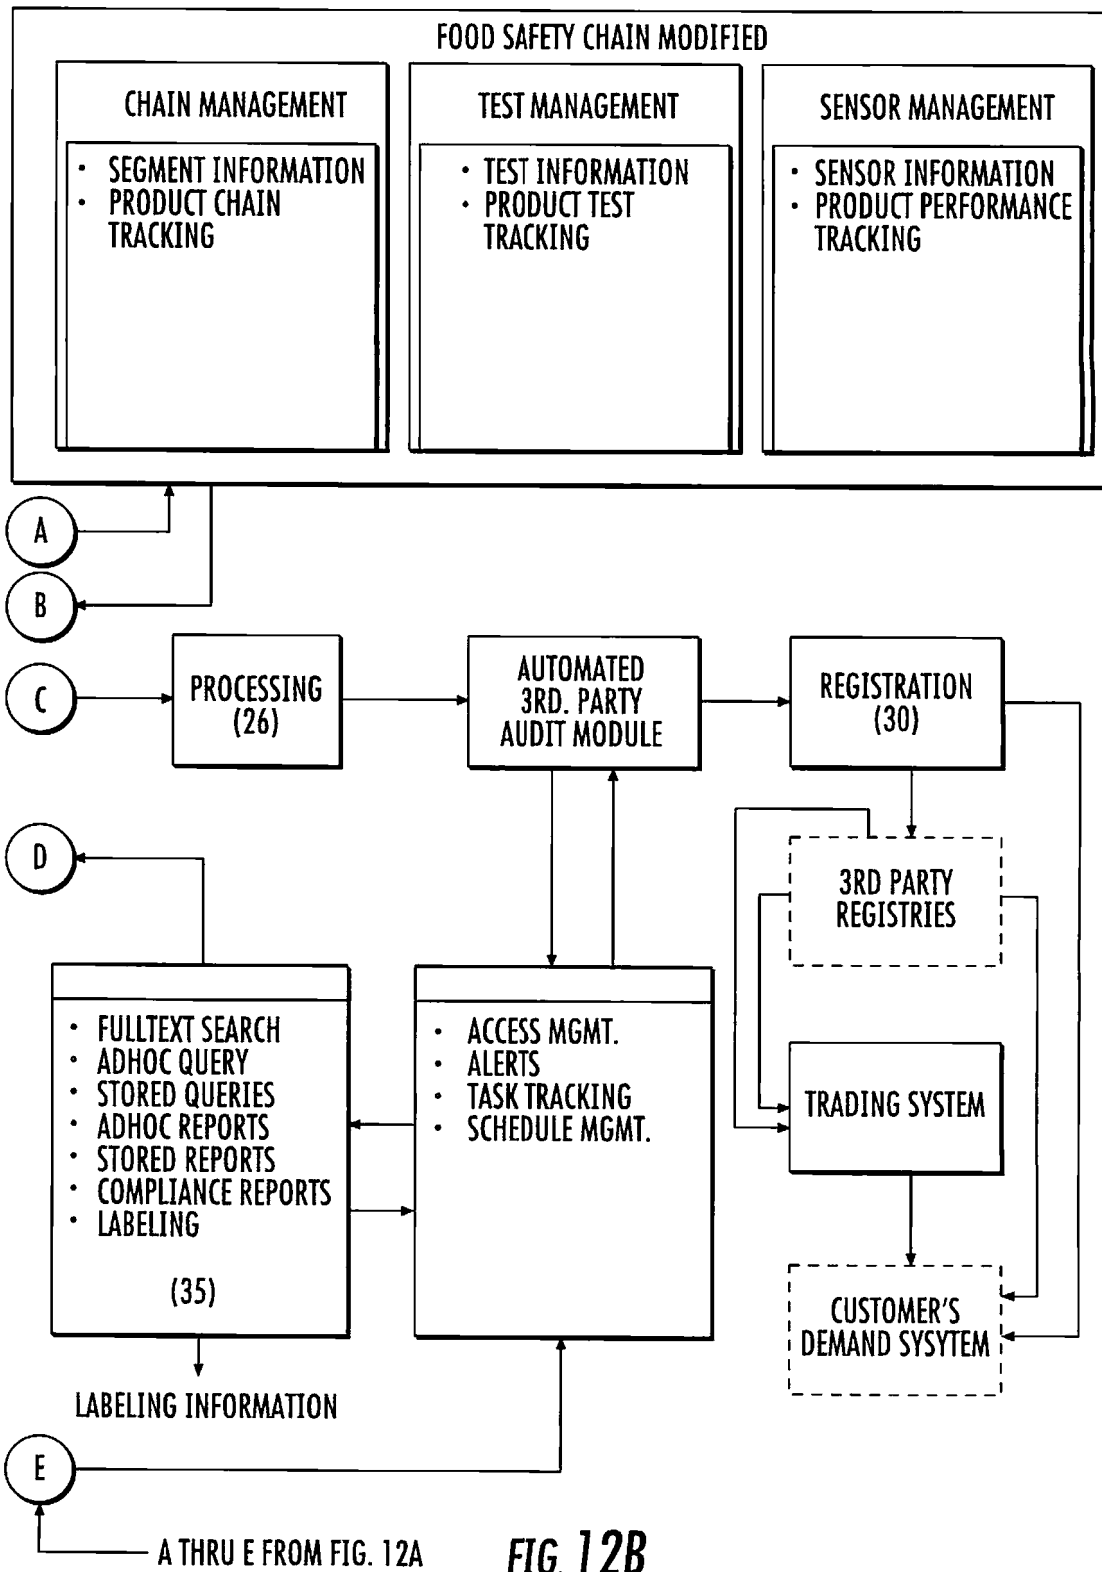 FOOD SAFETY CHAIN MODIFIED
CHAIN MANAGEMENT
• SEGMENT INFORMATION
• PRODUCT CHAIN
TRACKING
TEST MANAGEMENT
• TEST INFORMATION
• PRODUCT TEST
TRACKING
SENSOR MANAGEMENT
• SENSOR INFORMATION
• PRODUCT PERFORMANCE
TRACKING
A
B
C
PROCESSING
(26)
AUTOMATED
3RD. PARTY
AUDIT MODULE
REGISTRATION
(30)
D
3RD PARTY
REGISTRIES
• FULLTEXT SEARCH
• ADHOC QUERY
• STORED QUERIES
• ADHOC REPORTS
• STORED REPORTS
• COMPLIANCE REPORTS
• LABELING
(35)
• ACCESS MGMT.
• ALERTS
• TASK TRACKING
• SCHEDULE MGMT.
TRADING SYSTEM
CUSTOMER'S
DEMAND SYSYTEM
LABELING INFORMATION
E
A THRU E FROM FIG. 12A
FIG. 12B